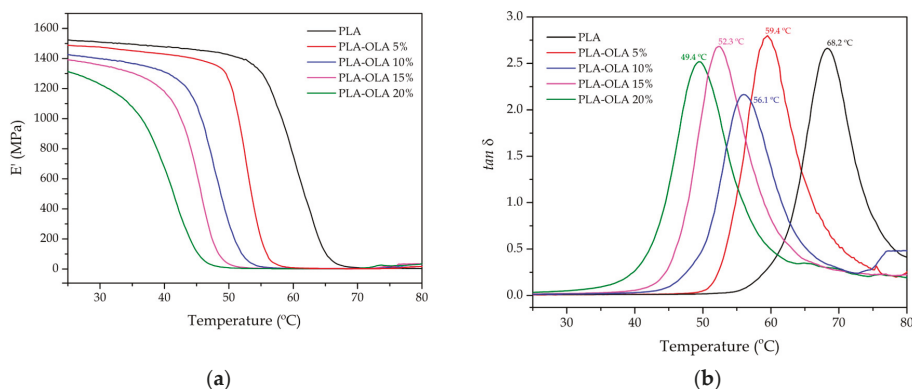 1600
1400
1200
1000
800
600
400
200
0
E' (MPa)
PLA
PLA-OLA 5%
PLA-OLA 10%
PLA-OLA 15%
PLA-OLA 20%
30
40
50
60
70
80
Temperature (ºC)
(a)
3.0
2.5
2.0
1.5
1.0
0.5
0.0
tan δ
PLA
PLA-OLA 5%
PLA-OLA 10%
PLA-OLA 15%
PLA-OLA 20%
49.4 ºC
52.3 ºC
59.4 ºC
56.1 ºC
68.2 ºC
30
40
50
60
70
80
Temperature (ºC)
(b)